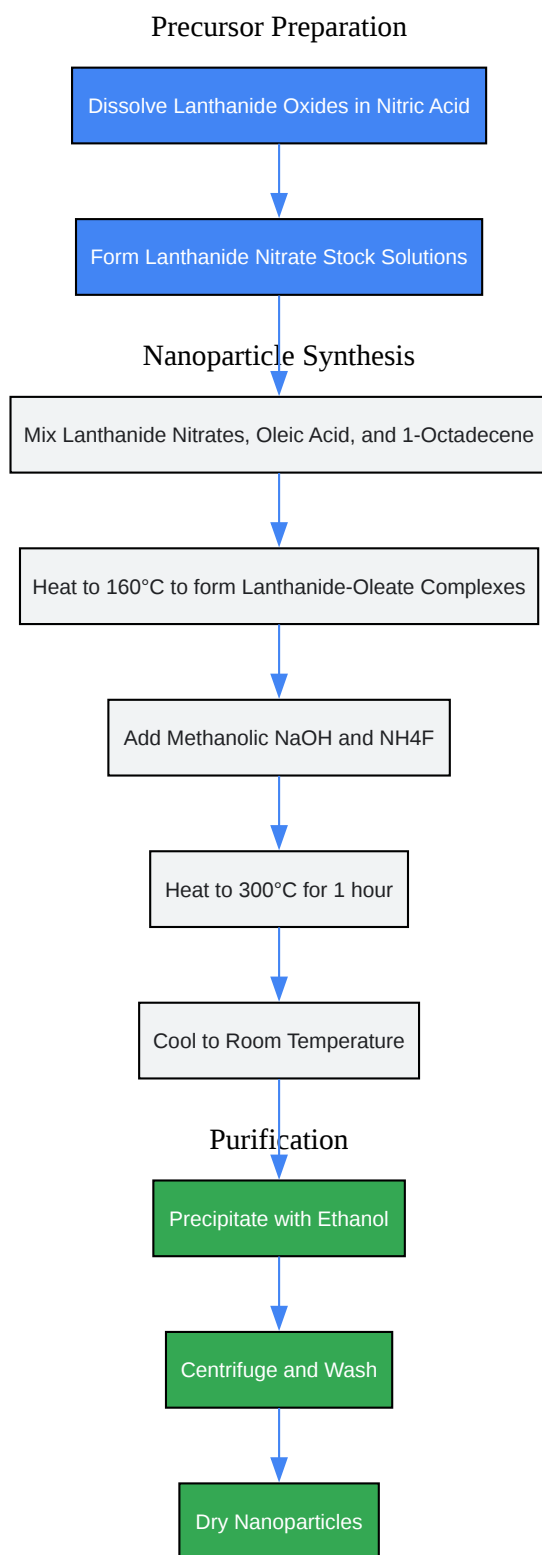 Precursor Preparation
Dissolve Lanthanide Oxides in Nitric Acid
Form Lanthanide Nitrate Stock Solutions
Nanoparticle Synthesis
Mix Lanthanide Nitrates, Oleic Acid, and 1-Octadecene
Heat to 160°C to form Lanthanide-Oleate Complexes
Add Methanolic NaOH and NH4F
Heat to 300°C for 1 hour
Cool to Room Temperature
Purification
Precipitate with Ethanol
Centrifuge and Wash
Dry Nanoparticles